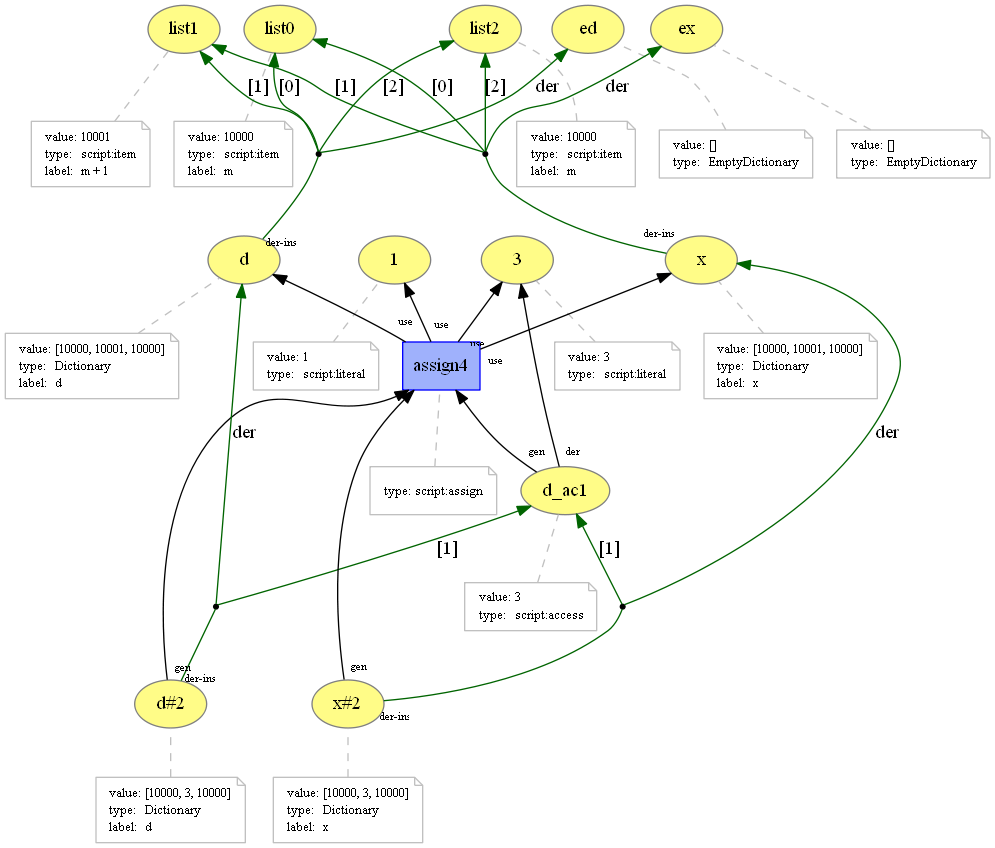 list1
list0
list2
ed
ex
[1]
[0]
[1]
[2]
[0]
[2]
der
der
value: 10001
type: script:item
label: m + 1
value: 10000
type: script:item
label: m
value: 10000
type: script:item
label: m
value: []
type: EmptyDictionary
value: []
type: EmptyDictionary
der-ins
der-ins
d
1
3
x
use
use
use
use
value: [10000, 10001, 10000]
type: Dictionary
label: d
value: 1
type: script:literal
assign4
value: 3
type: script:literal
value: [10000, 10001, 10000]
type: Dictionary
label: x
der
der
gen
der
type: script:assign
d_ac1
[1]
[1]
value: 3
type: script:access
gen
der-ins
gen
der-ins
d#2
x#2
value: [10000, 3, 10000]
type: Dictionary
label: d
value: [10000, 3, 10000]
type: Dictionary
label: x